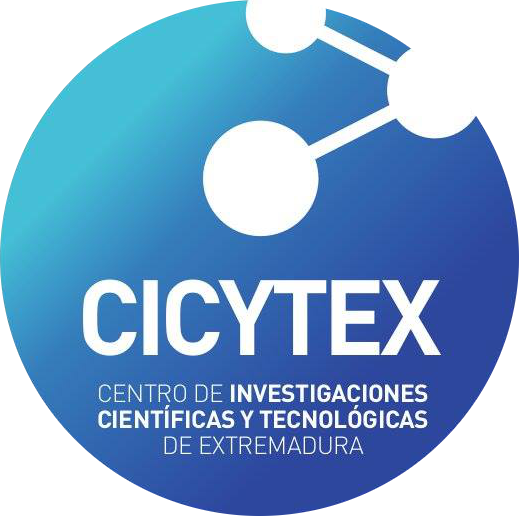 CICYTEX
CENTRO DE INVESTIGACIONES
CIENTÍFICAS Y TECNOLÓGICAS
DE EXTREMADURA